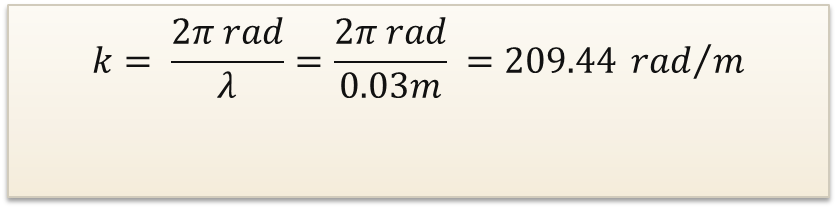 k = 2π rad / λ = 2π rad / 0.03m = 209.44 rad/m